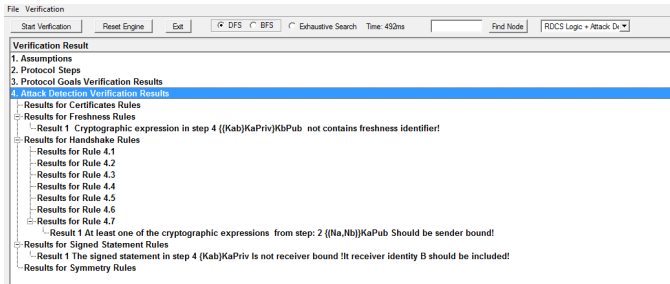 File Verification
Start Verification Reset Engine Exit DFS BFS Exhaustive Search Time: 492ms Find Node RDCS Logic + Attack De
Verification Result
1. Assumptions
2. Protocol Steps
3. Protocol Goals Verification Results
4. Attack Detection Verification Results
Results for Certificates Rules
Results for Freshness Rules
Result 1 Cryptographic expression in step 4 {{Kab}KaPriv}KbPub not contains freshness identifier!
Results for Handshake Rules
Results for Rule 4.1
Results for Rule 4.2
Results for Rule 4.3
Results for Rule 4.4
Results for Rule 4.5
Results for Rule 4.6
Results for Rule 4.7
Result 1 At least one of the cryptographic expressions from step: 2 {(Na,Nb)}KaPub Should be sender bound!
Results for Signed Statement Rules
Result 1 The signed statement in step 4 {Kab}KaPriv Is not receiver bound !It receiver identity B should be included!
Results for Symmetry Rules